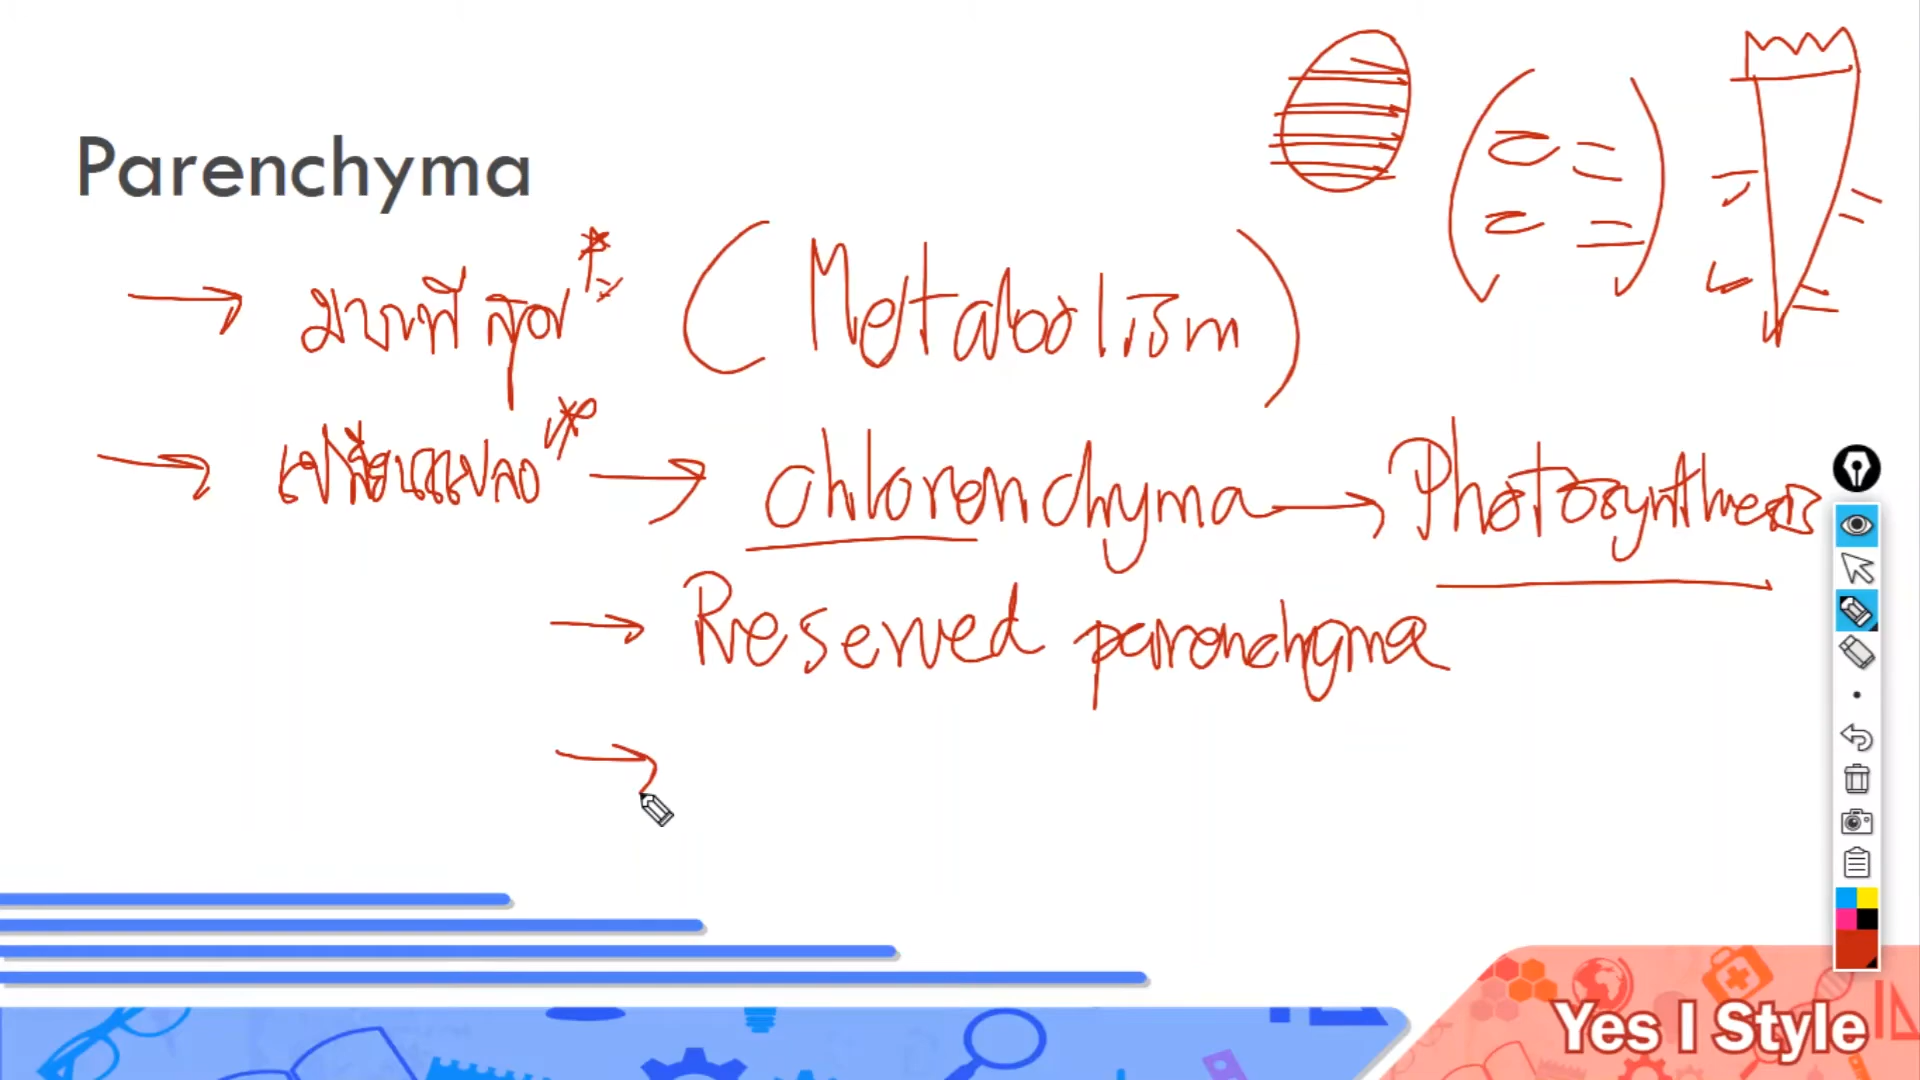 Parenchyma
→ มากที่สุด * (Metabolism)
→ เปลี่ยนแปลง * → chlorenchyma → Photosynthesis
→ Reserved parenchyma
→
Yes I Style